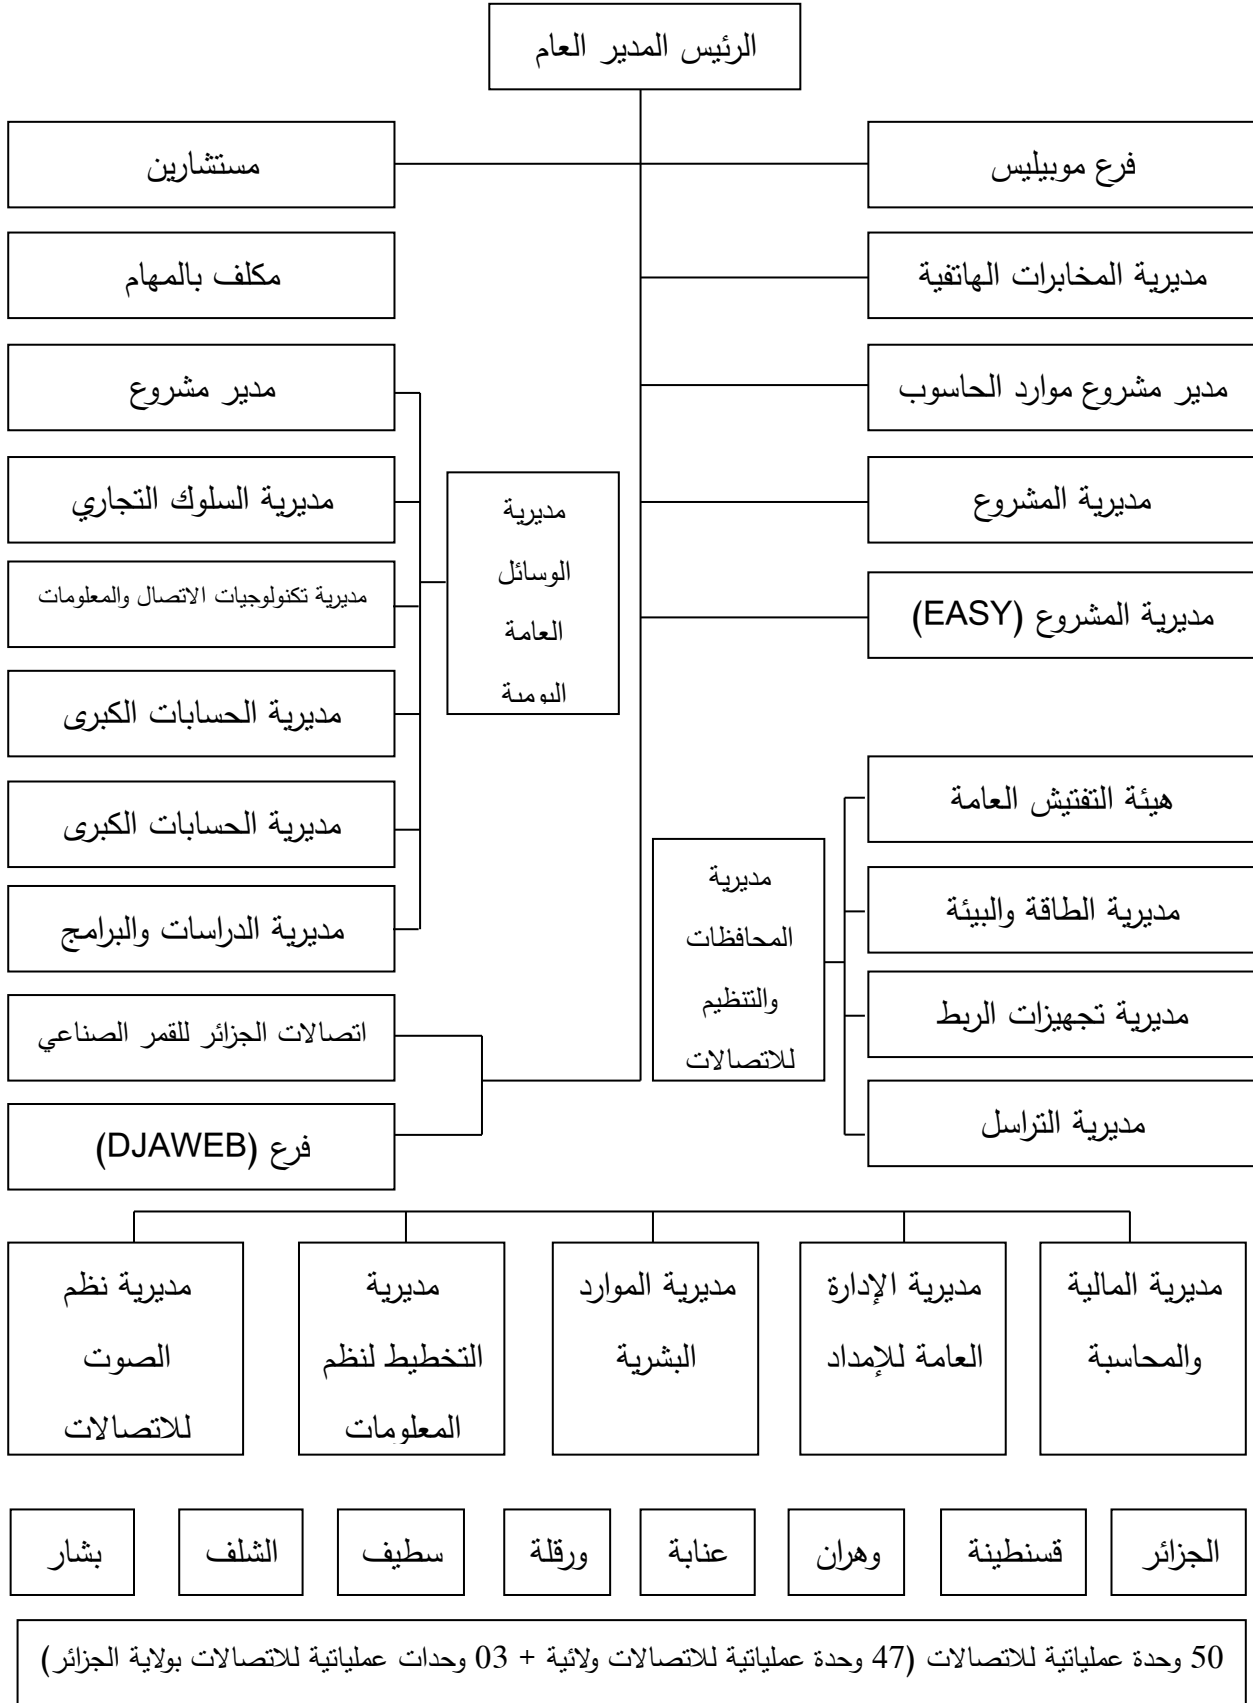 الرئيس المدير العام
فرع موبيليس
مستشارين
مديرية المخابرات الهاتفية
مكلف بالمهام
مدير مشروع موارد الحاسوب
مدير مشروع
مديرية المشروع
مديرية السلوك التجاري
مديرية
الوسائل
العامة
اليومية
مديرية المشروع (EASY)
مديرية تكنولوجيات الاتصال والمعلومات
مديرية الحسابات الكبرى
مديرية الحسابات الكبرى
مديرية الدراسات والبرامج
هيئة التفتيش العامة
مديرية الطاقة والبيئة
مديرية تجهيزات الربط
مديرية التراسل
مديرية
المحافظات
والتنظيم
للاتصالات
اتصالات الجزائر للقمر الصناعي
فرع (DJAWEB)
مديرية المالية
والمحاسبة
مديرية الإدارة
العامة للإمداد
مديرية الموارد
البشرية
مديرية
التخطيط لنظم
المعلومات
مديرية نظم
الصوت
للاتصالات
الجزائر
قسنطينة
وهران
عنابة
ورقلة
سطيف
الشلف
بشار
50 وحدة عملياتية للاتصالات (47 وحدة عملياتية للاتصالات ولائية + 03 وحدات عملياتية للاتصالات بولاية الجزائر)